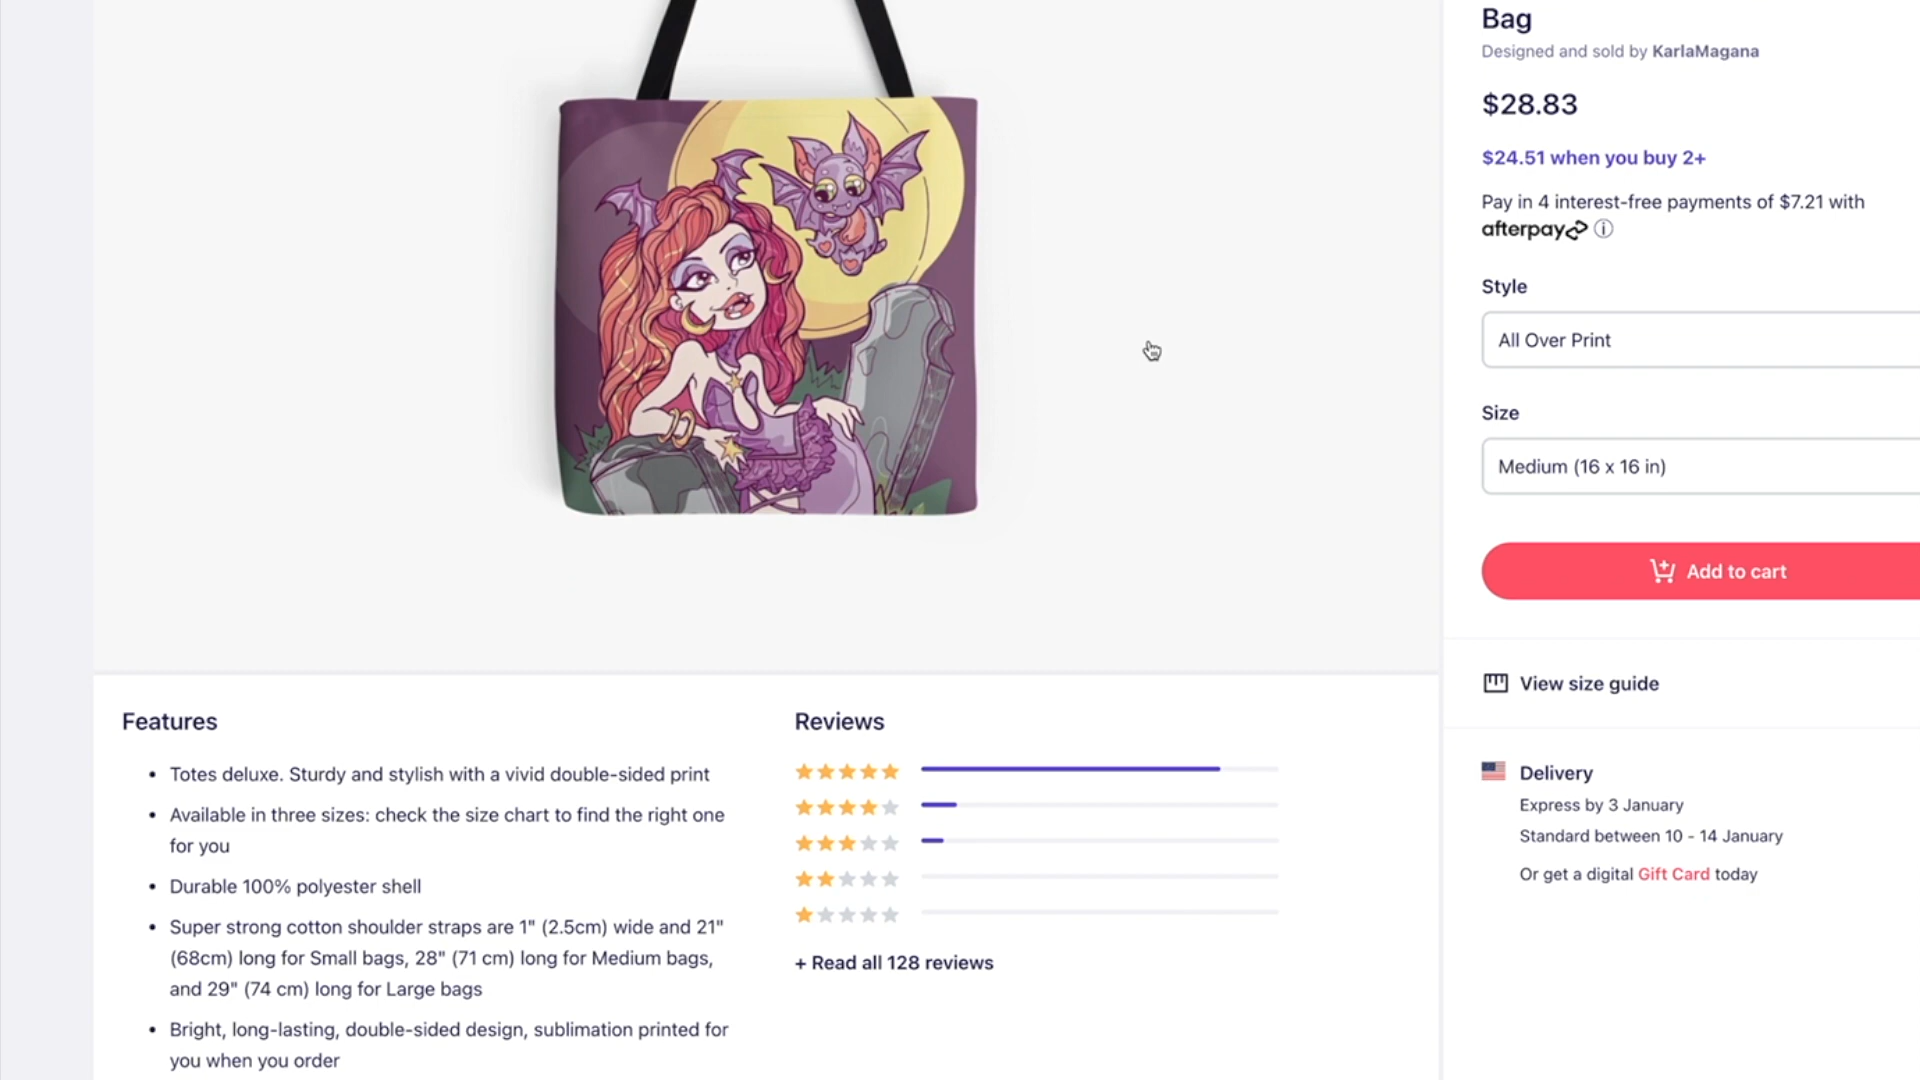 Bag
Designed and sold by KarlaMagana
$28.83
$24.51 when you buy 2+
Pay in 4 interest-free payments of $7.21 with
afterpay
Style
All Over Print
Size
Medium (16 x 16 in)
Add to cart
View size guide
Delivery
Express by 3 January
Standard between 10 - 14 January
Or get a digital Gift Card today
Features
• Totes deluxe. Sturdy and stylish with a vivid double-sided print
• Available in three sizes: check the size chart to find the right one
for you
• Durable 100% polyester shell
• Super strong cotton shoulder straps are 1" (2.5cm) wide and 21"
(68cm) long for Small bags, 28" (71 cm) long for Medium bags,
and 29" (74 cm) long for Large bags
• Bright, long-lasting, double-sided design, sublimation printed for
you when you order
Reviews
+ Read all 128 reviews